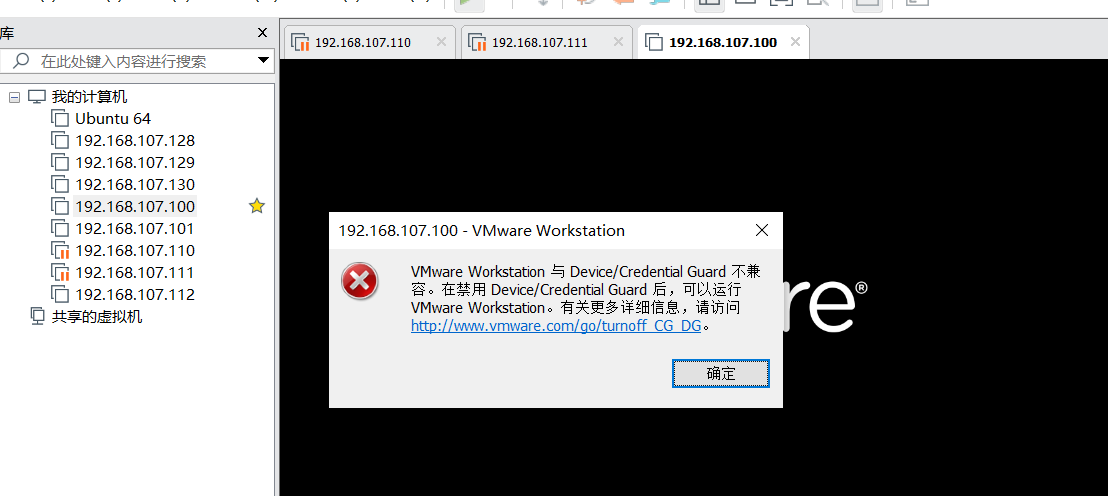 库
192.168.107.110
192.168.107.111
192.168.107.100
在此处键入内容进行搜索
我的计算机
Ubuntu 64
192.168.107.128
192.168.107.129
192.168.107.130
192.168.107.100
192.168.107.101
192.168.107.110
192.168.107.111
192.168.107.112
共享的虚拟机
192.168.107.100 - VMware Workstation
VMware Workstation 与 Device/Credential Guard 不兼
容。在禁用 Device/Credential Guard 后，可以运行
VMware Workstation。有关更多详细信息，请访问
http://www.vmware.com/go/turnoff_CG_DG。
确定
re®